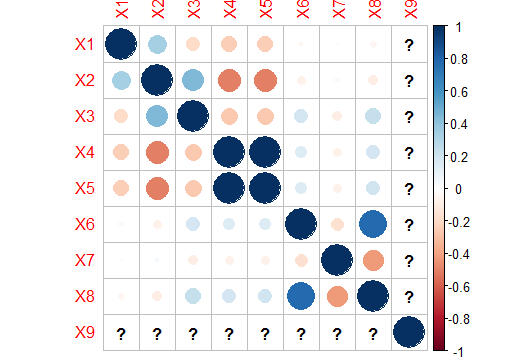 X1 X2 X3 X4 X5 X6 X7 X8 X9
X1 ? 1
X2 ? 0.8
X3 ? 0.6
X4 ? 0.4
X5 ? 0.2
X6 ? 0
X7 ? -0.2
X8 ? -0.4
X9 ? ? ? ? ? ? ? ? -0.6
-0.8
-1